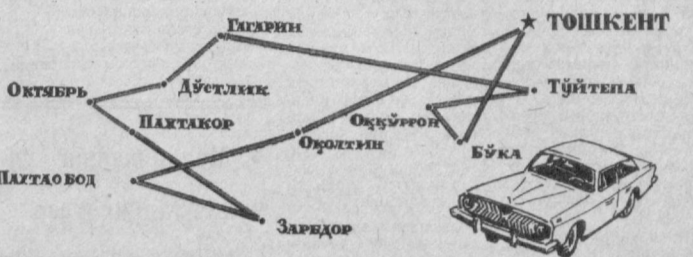 ★ ТОШКЕНТ
ГАГАРИН
ОКТЯБРЬ
ДЎСТЛИК
ТЎЙТЕПА
ПАХТАКОР
ОҚОЛТИН
ОҚҚЎРҒОН
БЎКА
ПАХТАОБОД
ЗАРБДОР